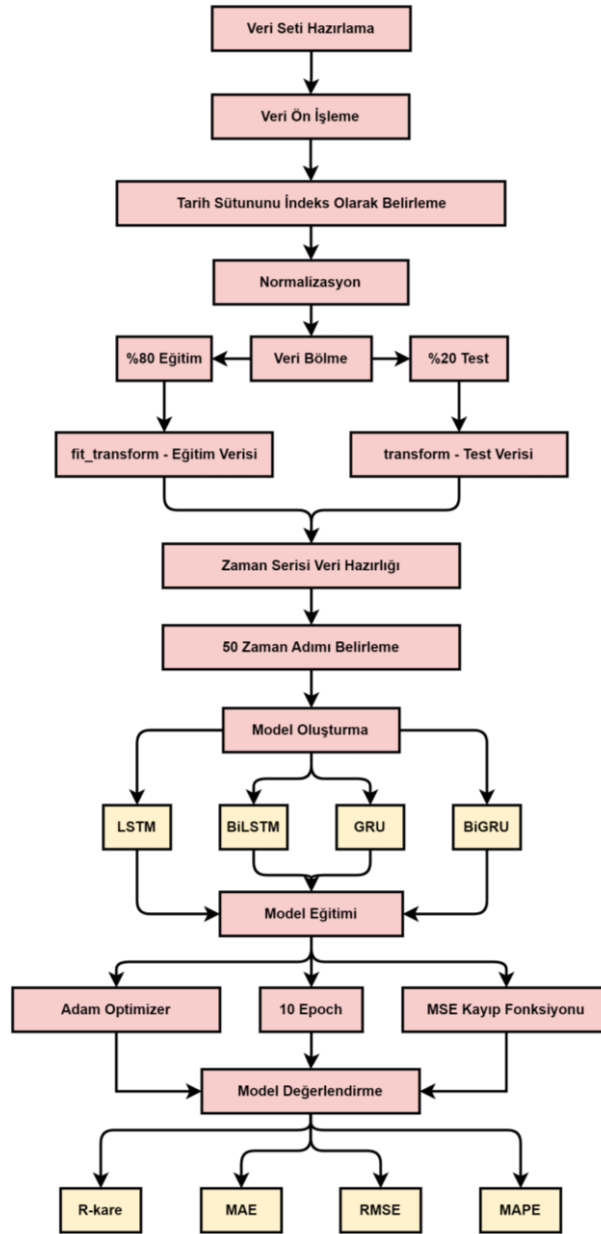 Veri Seti Hazırlama
Veri Ön İşleme
Tarih Sütununu İndeks Olarak Belirleme
Normalizasyon
%80 Eğitim
Veri Bölme
%20 Test
fit_transform - Eğitim Verisi
transform - Test Verisi
Zaman Serisi Veri Hazırlığı
50 Zaman Adımı Belirleme
Model Oluşturma
LSTM
BiLSTM
GRU
BiGRU
Model Eğitimi
Adam Optimizer
10 Epoch
MSE Kayıp Fonksiyonu
Model Değerlendirme
R-kare
MAE
RMSE
MAPE